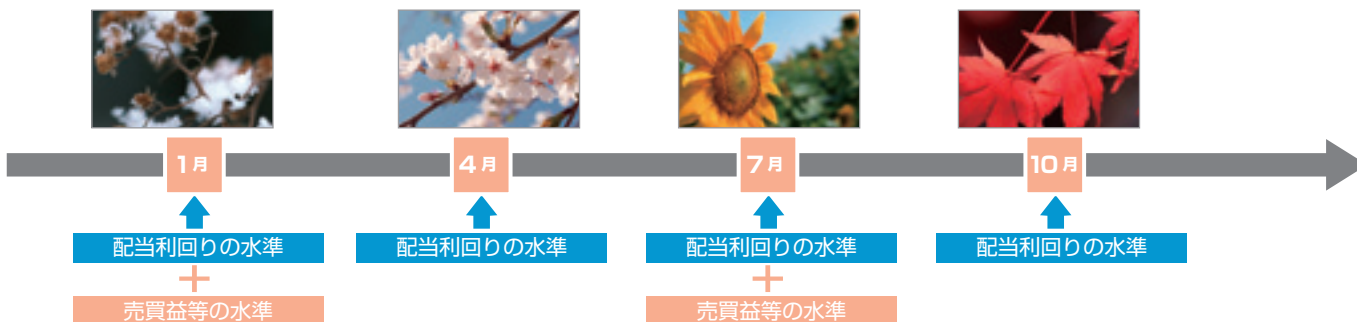 1月
4月
7月
10月
配当利回りの水準
配当利回りの水準
配当利回りの水準
配当利回りの水準
+
+
売買益等の水準
売買益等の水準